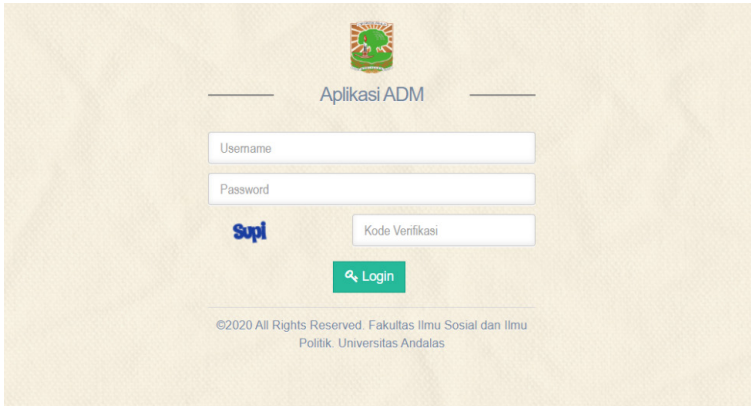 Aplikasi ADM
Username
Password
Supi
Kode Verifikasi
Login
©2020 All Rights Reserved. Fakultas Ilmu Sosial dan Ilmu
Politik. Universitas Andalas